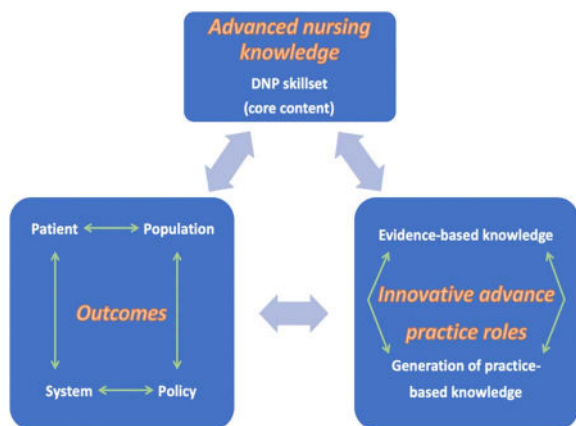 Advanced nursing
knowledge
DNP skillset
(core content)
Patient
Population
Outcomes
System
Policy
Evidence-based knowledge
Innovative advance
practice roles
Generation of practice-
based knowledge